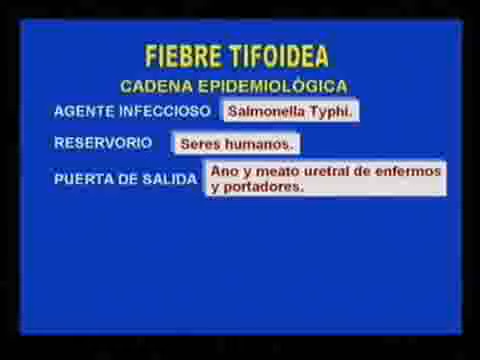 FIEBRE TIFOIDEA
CADENA EPIDEMIOLÓGICA
AGENTE INFECCIOSO Salmonella Typhi.
RESERVORIO Seres humanos.
PUERTA DE SALIDA Ano y meato uretral de enfermos
y portadores.